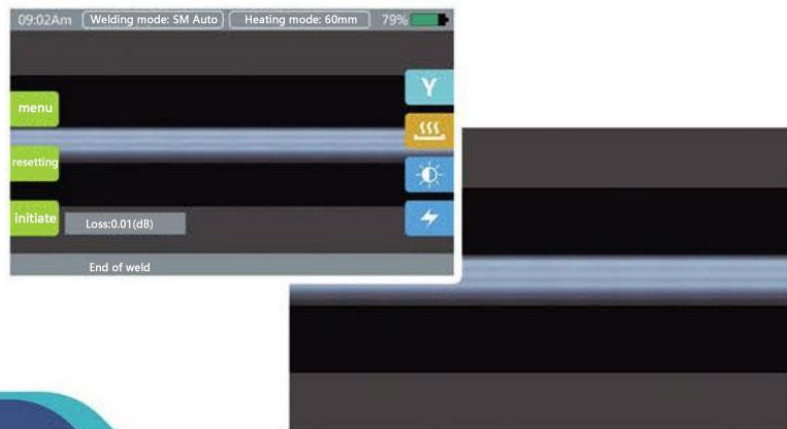 09:02Am Welding mode: SM Auto Heating mode: 60mm 79%
Y
menu
resetting
initiate
Loss:0.01(dB)
End of weld